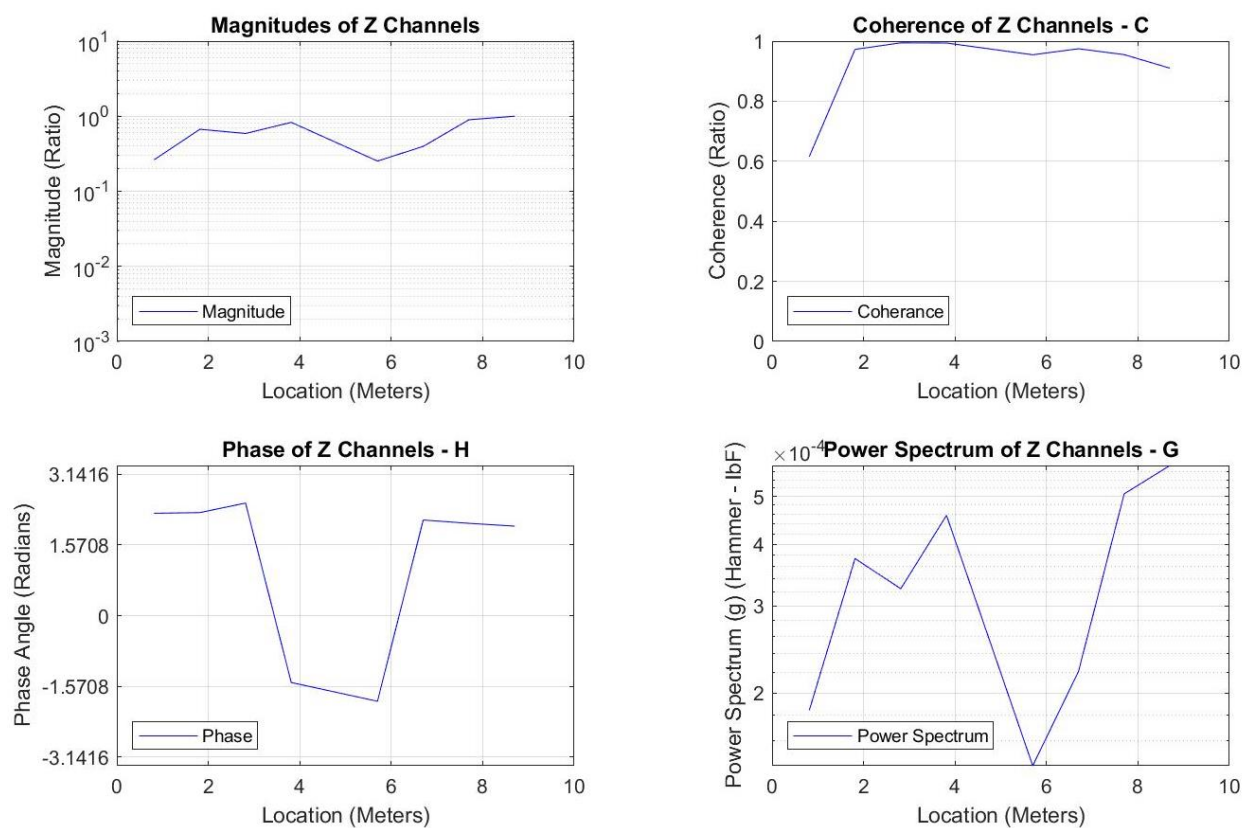 Magnitudes of Z Channels
10^1
10^0
10^-1
10^-2
10^-3
Magnitude (Ratio)
Magnitude
0 2 4 6 8 10
Location (Meters)
Coherence of Z Channels - C
1
0.8
0.6
0.4
0.2
0
Coherence (Ratio)
Coherance
0 2 4 6 8 10
Location (Meters)
Phase of Z Channels - H
3.1416
1.5708
0
-1.5708
-3.1416
Phase Angle (Radians)
Phase
0 2 4 6 8 10
Location (Meters)
×10^-4
Power Spectrum of Z Channels - G
5
4
3
2
Power Spectrum (g) (Hammer - lbF)
Power Spectrum
0 2 4 6 8 10
Location (Meters)